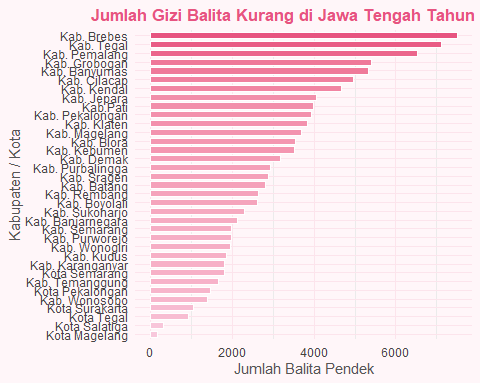 Jumlah Gizi Balita Kurang di Jawa Tengah Tahun
Kabupaten / Kota
Kab. Brebes
Kab. Tegal
Kab. Pemalang
Kab. Grobogan
Kab. Banyumas
Kab. Cilacap
Kab. Kendal
Kab. Jepara
Kab.Pati
Kab. Pekalongan
Kab. Klaten
Kab. Magelang
Kab. Blora
Kab. Kebumen
Kab. Demak
Kab. Purbalingga
Kab. Sragen
Kab. Batang
Kab. Rembang
Kab. Boyolali
Kab. Sukoharjo
Kab. Banjarnegara
Kab. Semarang
Kab. Purworejo
Kab. Wonogiri
Kab. Kudus
Kab. Karanganyar
Kota Semarang
Kab. Temanggung
Kota Pekalongan
Kab. Wonosobo
Kota Surakarta
Kota Tegal
Kota Salatiga
Kota Magelang
0 2000 4000 6000
Jumlah Balita Pendek